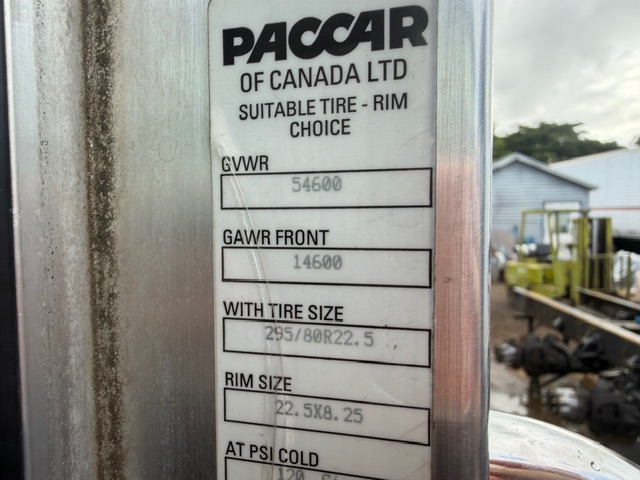 PACCAR
OF CANADA LTD
SUITABLE TIRE - RIM
CHOICE
GVWR
54600
GAWR FRONT
14600
WITH TIRE SIZE
295/80R22.5
RIM SIZE
22.5X8.25
AT PSI COLD
120